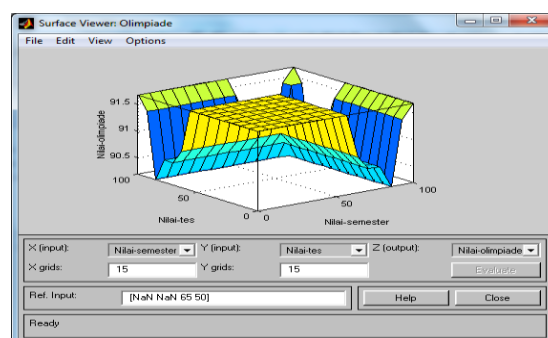 Surface Viewer: Olimpiade
File Edit View Options
91.5
91
90.5
100
50
0
0
50
100
Nilai-olimpiade
Nilai-tes
Nilai-semester
X (input): Nilai-semester Y (input): Nilai-tes Z (output): Nilai-olimpiade
X grids: 15 Y grids: 15 Evaluate
Ref. Input: [NaN NaN 65 50] Help Close
Ready